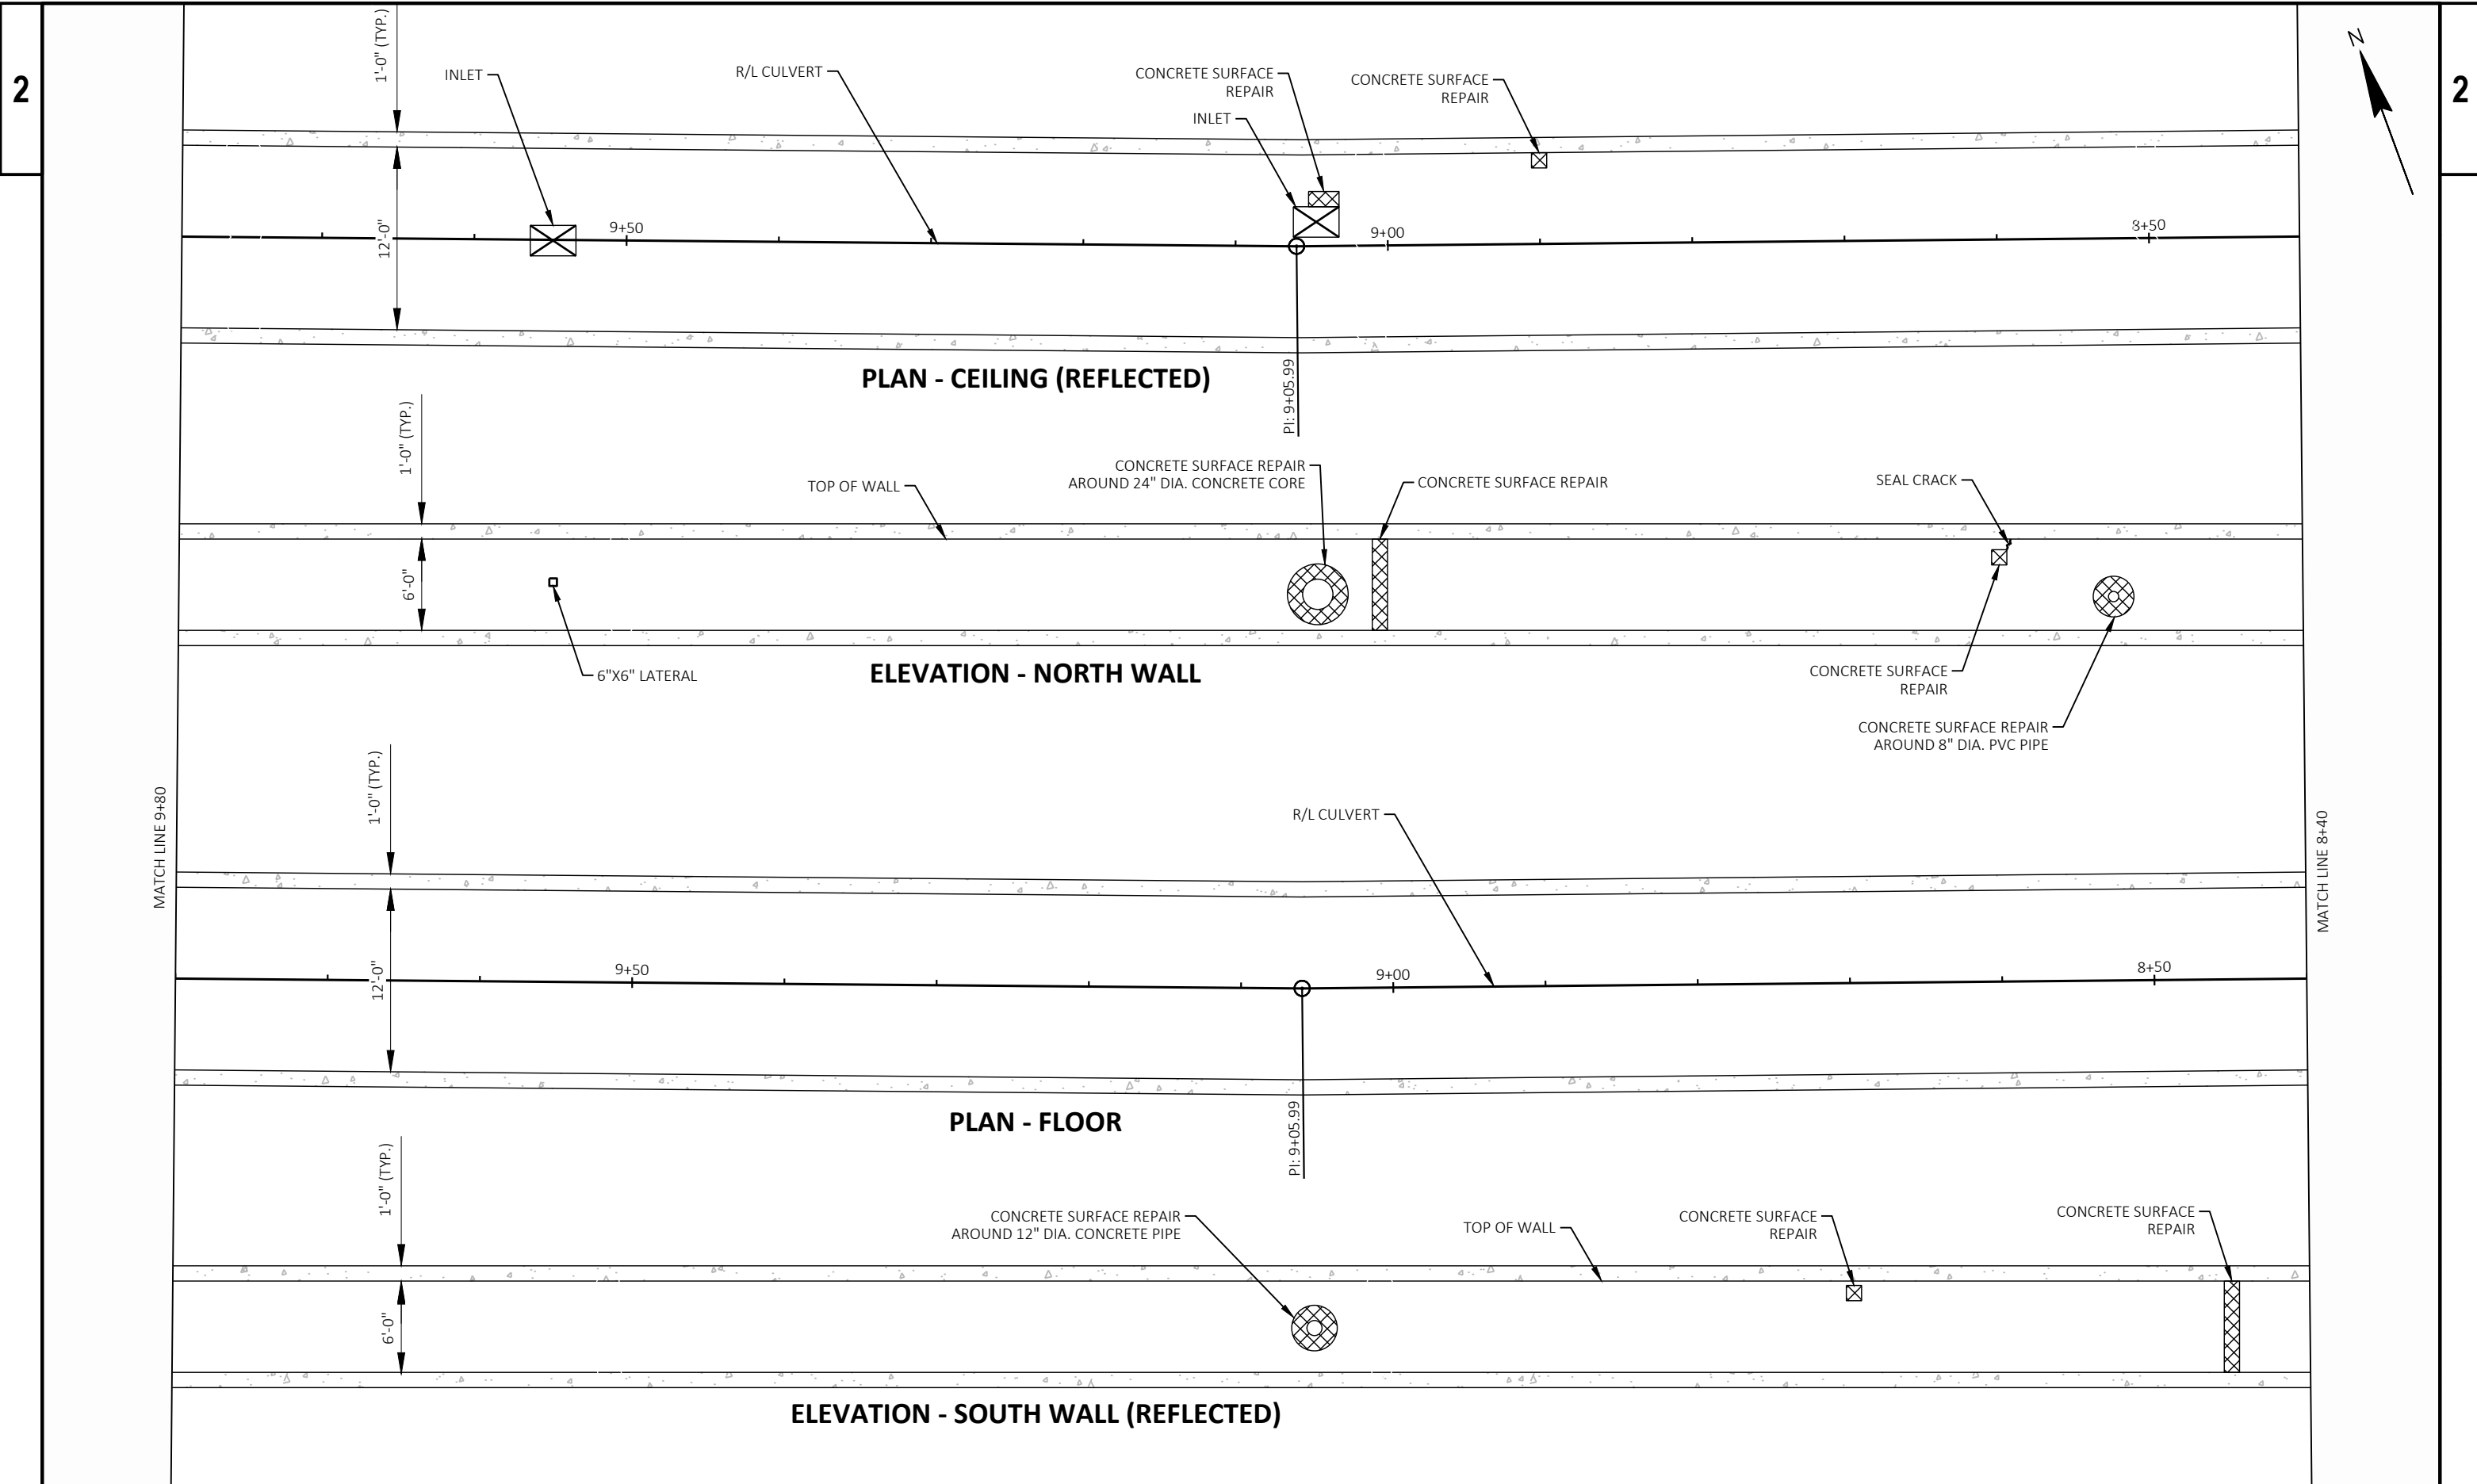 2
2
N
1'-0" (TYP.)
INLET
R/L CULVERT
CONCRETE SURFACE
REPAIR
INLET
CONCRETE SURFACE
REPAIR
12'-0"
9+50
9+00
8+50
PI: 9+05.99
PLAN - CEILING (REFLECTED)
1'-0" (TYP.)
TOP OF WALL
CONCRETE SURFACE REPAIR
AROUND 24" DIA. CONCRETE CORE
CONCRETE SURFACE REPAIR
SEAL CRACK
6'-0"
6"X6" LATERAL
ELEVATION - NORTH WALL
CONCRETE SURFACE
REPAIR
CONCRETE SURFACE REPAIR
AROUND 8" DIA. PVC PIPE
MATCH LINE 9+80
MATCH LINE 8+40
1'-0" (TYP.)
R/L CULVERT
12'-0"
9+50
9+00
8+50
PI: 9+05.99
PLAN - FLOOR
1'-0" (TYP.)
CONCRETE SURFACE REPAIR
AROUND 12" DIA. CONCRETE PIPE
TOP OF WALL
CONCRETE SURFACE
REPAIR
CONCRETE SURFACE
REPAIR
6'-0"
ELEVATION - SOUTH WALL (REFLECTED)